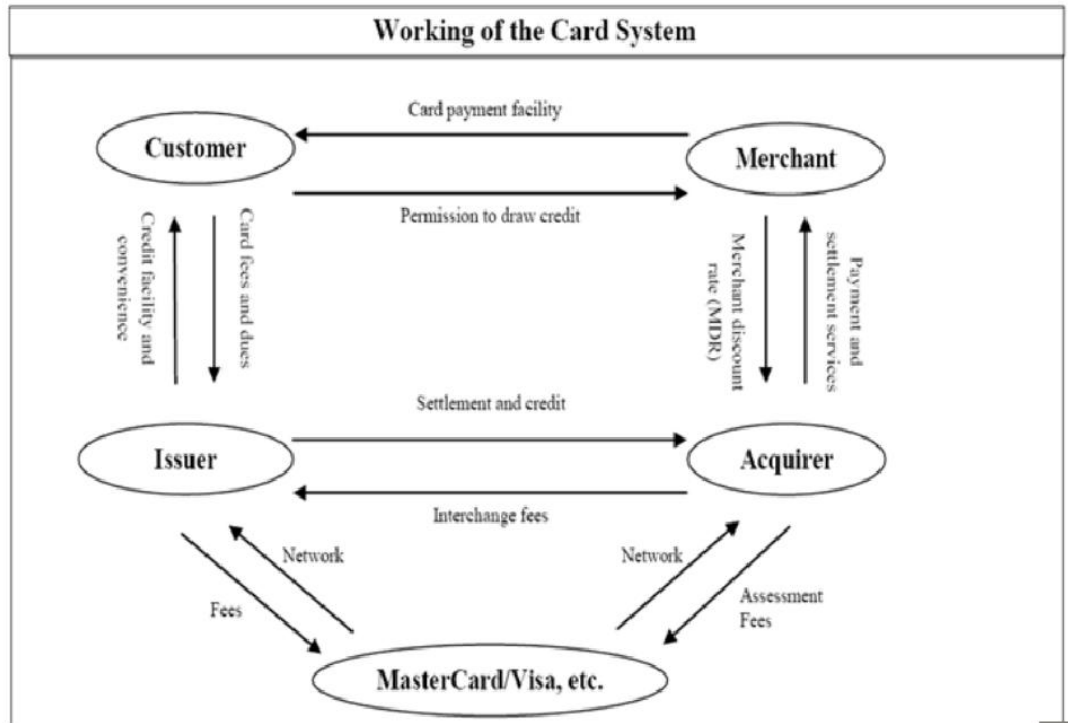 Working of the Card System
Card payment facility
Customer
Merchant
Permission to draw credit
Credit facility and
convenience
Card fees and dues
Merchant discount
rate (MDR)
Payment and
settlement services
Settlement and credit
Issuer
Acquirer
Interchange fees
Network
Network
Fees
Assessment
Fees
MasterCard/Visa, etc.